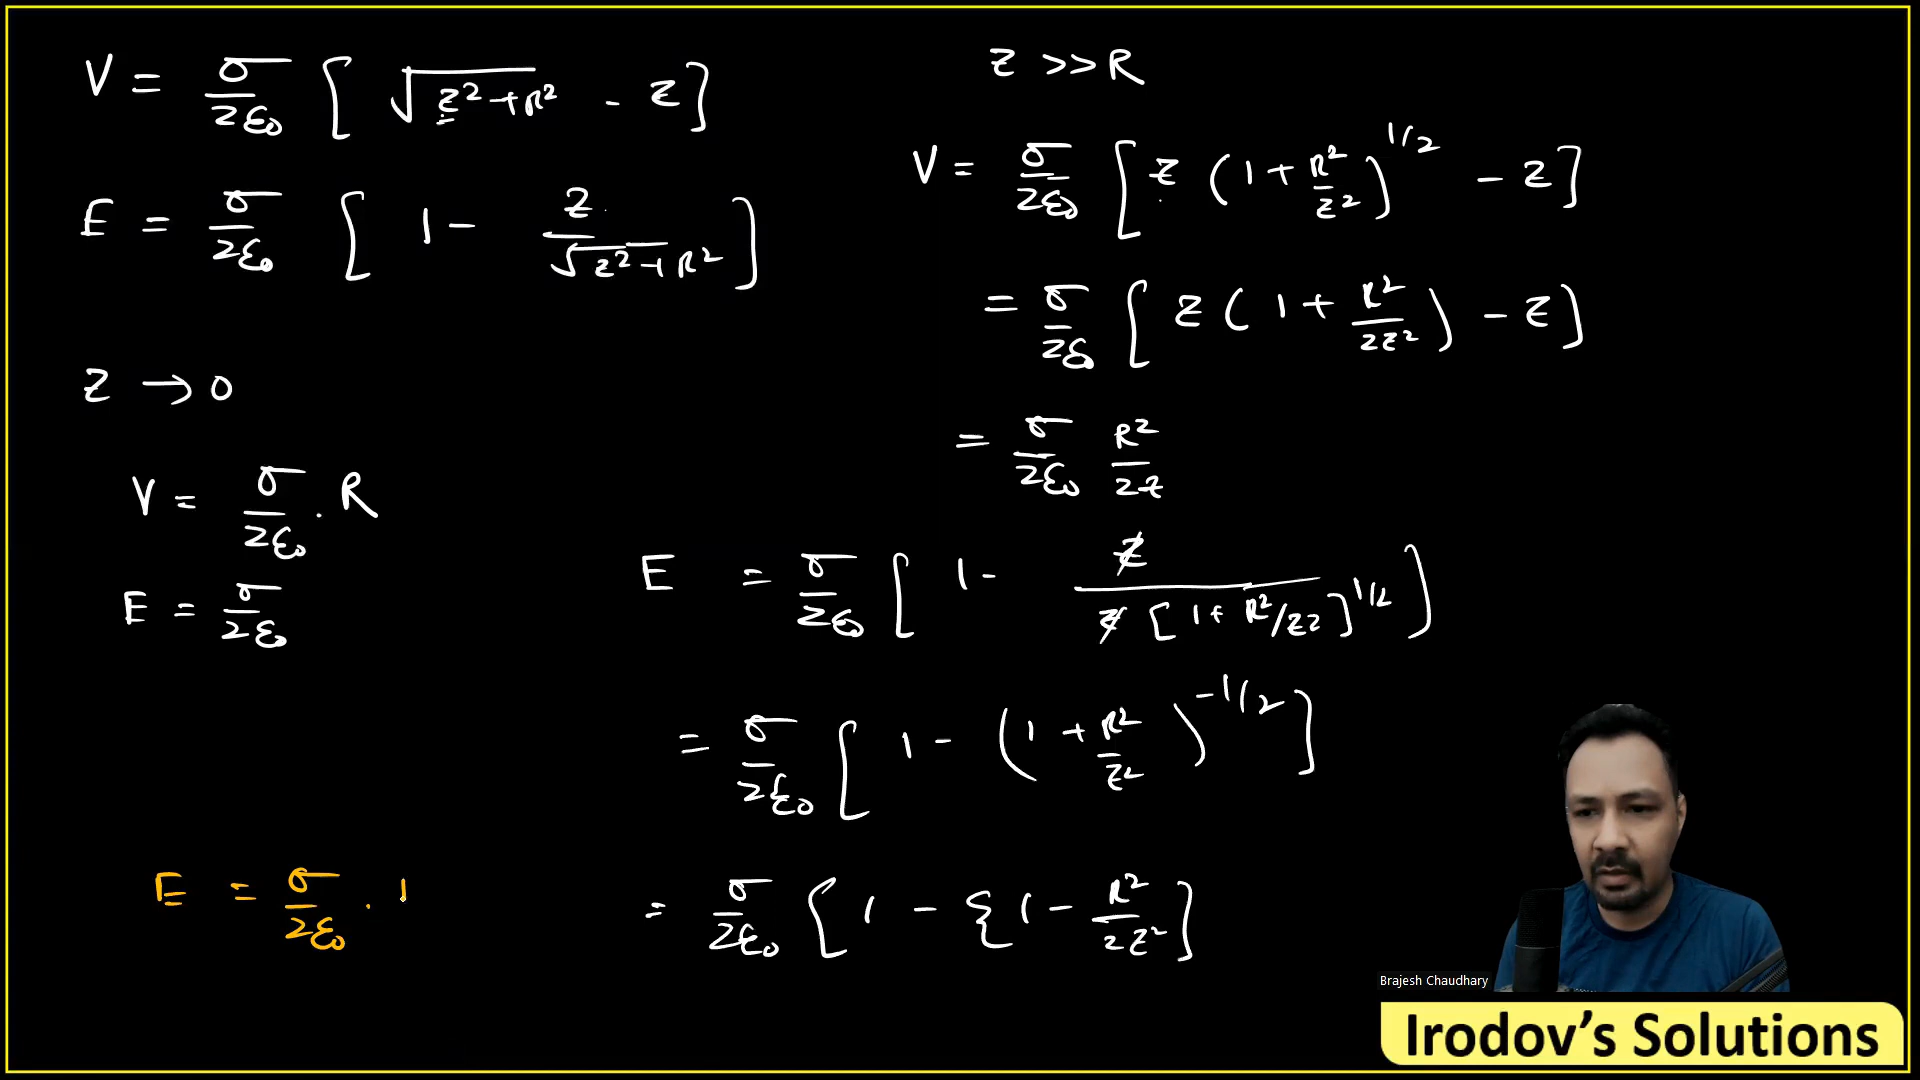 V = σ/2ε₀ [ √z²+R² - z ]
E = σ/2ε₀ [ 1 - z/√z²+R² ]
z → 0
V = σ/2ε₀ . R
E = σ/2ε₀
E = σ/2ε₀ . 1
z >> R
V = σ/2ε₀ [ z ( 1 + R²/z² )^1/2 - z ]
= σ/2ε₀ [ z ( 1 + R²/2z² ) - z ]
= σ/2ε₀ R²/2z
E = σ/2ε₀ [ 1 - z/z [ 1 + R²/z2 ]^1/2 ]
= σ/2ε₀ [ 1 - ( 1 + R²/z² )^-1/2 ]
= σ/2ε₀ [ 1 - { 1 - R²/2z² ]
Brajesh Chaudhary
Irodov’s Solutions